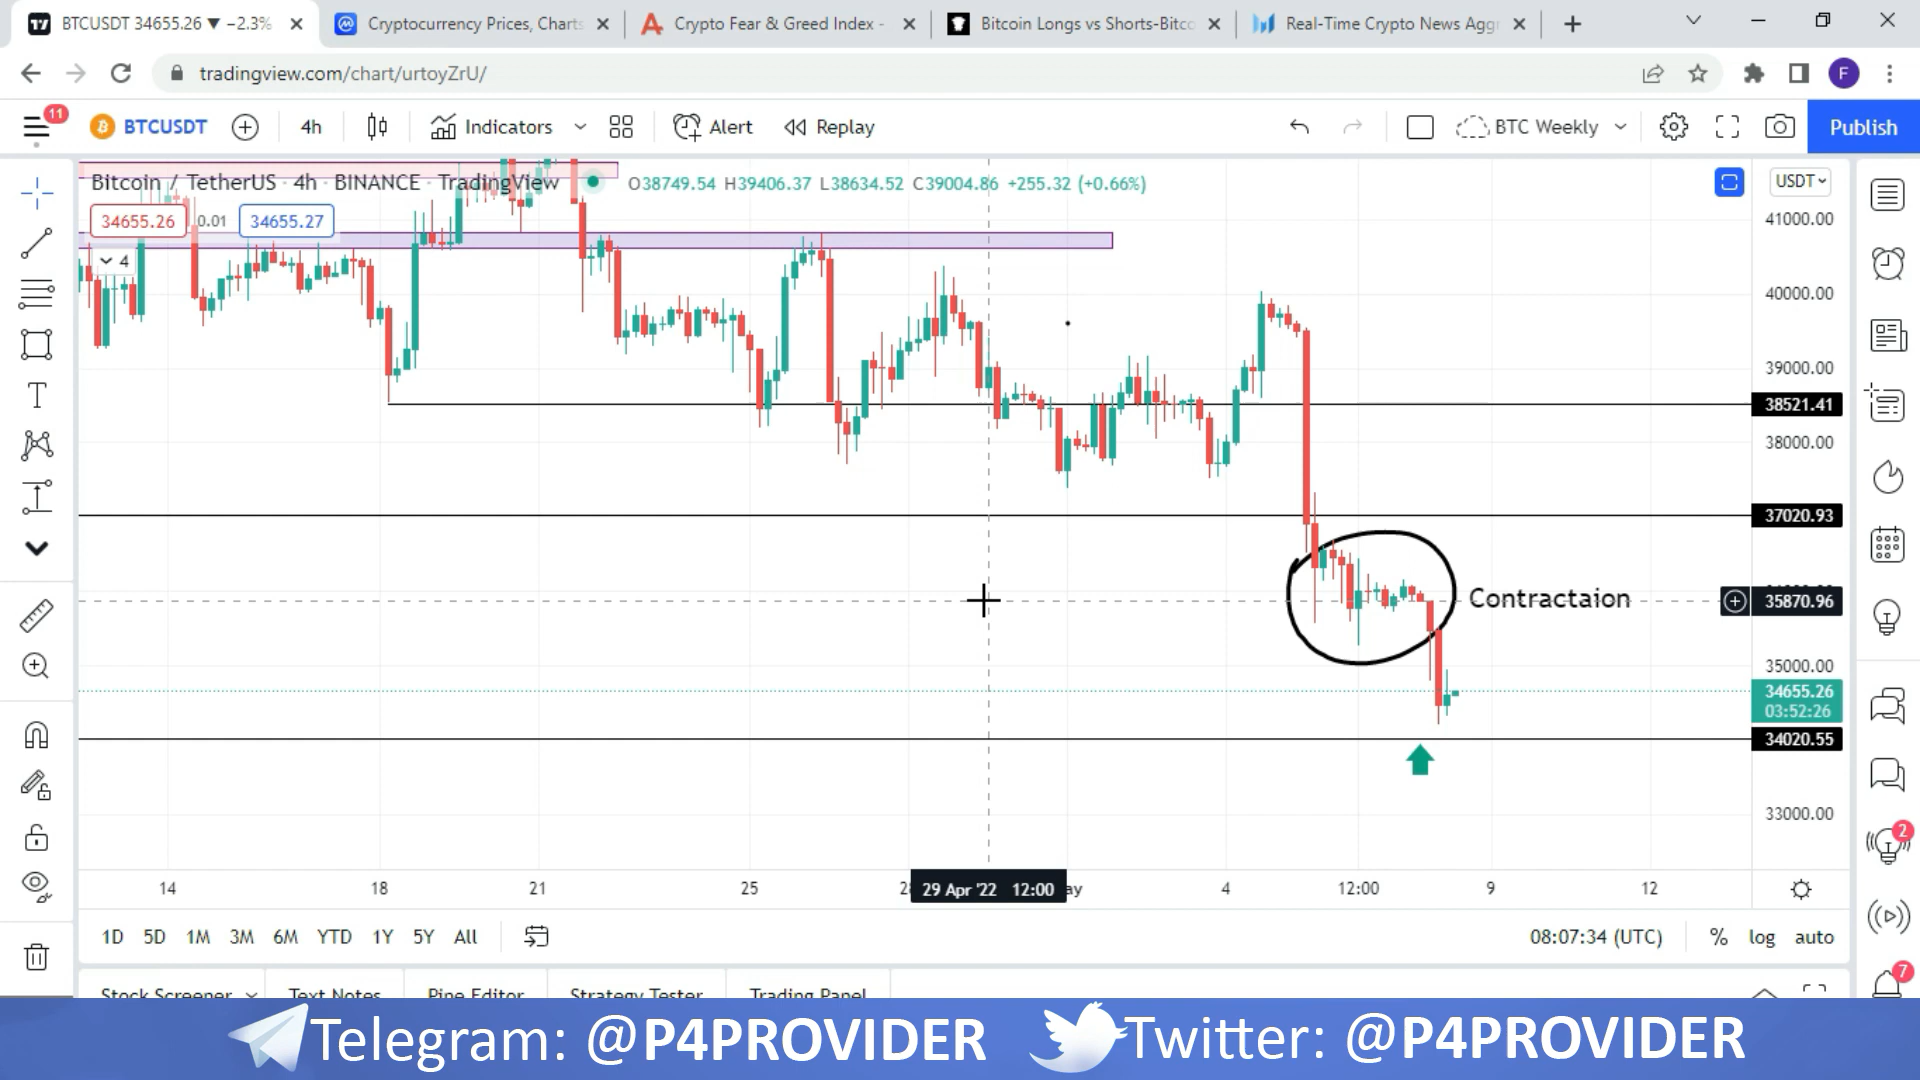 BTCUSDT 34655.26 ▼ −2.3%
Cryptocurrency Prices, Charts
Crypto Fear & Greed Index -
Bitcoin Longs vs Shorts-Bitco
Real-Time Crypto News Agg
tradingview.com/chart/urtoyZrU/
F
11
BTCUSDT
4h
Indicators
Alert
Replay
BTC Weekly
Publish
Bitcoin / TetherUS · 4h · BINANCE · TradingView
O38749.54 H39406.37 L38634.52 C39004.86 +255.32 (+0.66%)
USDT
34655.26
0.01
34655.27
4
41000.00
40000.00
39000.00
38521.41
38000.00
37020.93
Contractaion
35870.96
35000.00
34655.26
03:52:26
34020.55
33000.00
14
18
21
25
29 Apr '22 12:00
ay
4
12:00
9
12
1D
5D
1M
3M
6M
YTD
1Y
5Y
All
08:07:34 (UTC)
%
log
auto
2
7
Stock Screener
Text Notes
Pine Editor
Strategy Tester
Trading Panel
Telegram: @P4PROVIDER
Twitter: @P4PROVIDER